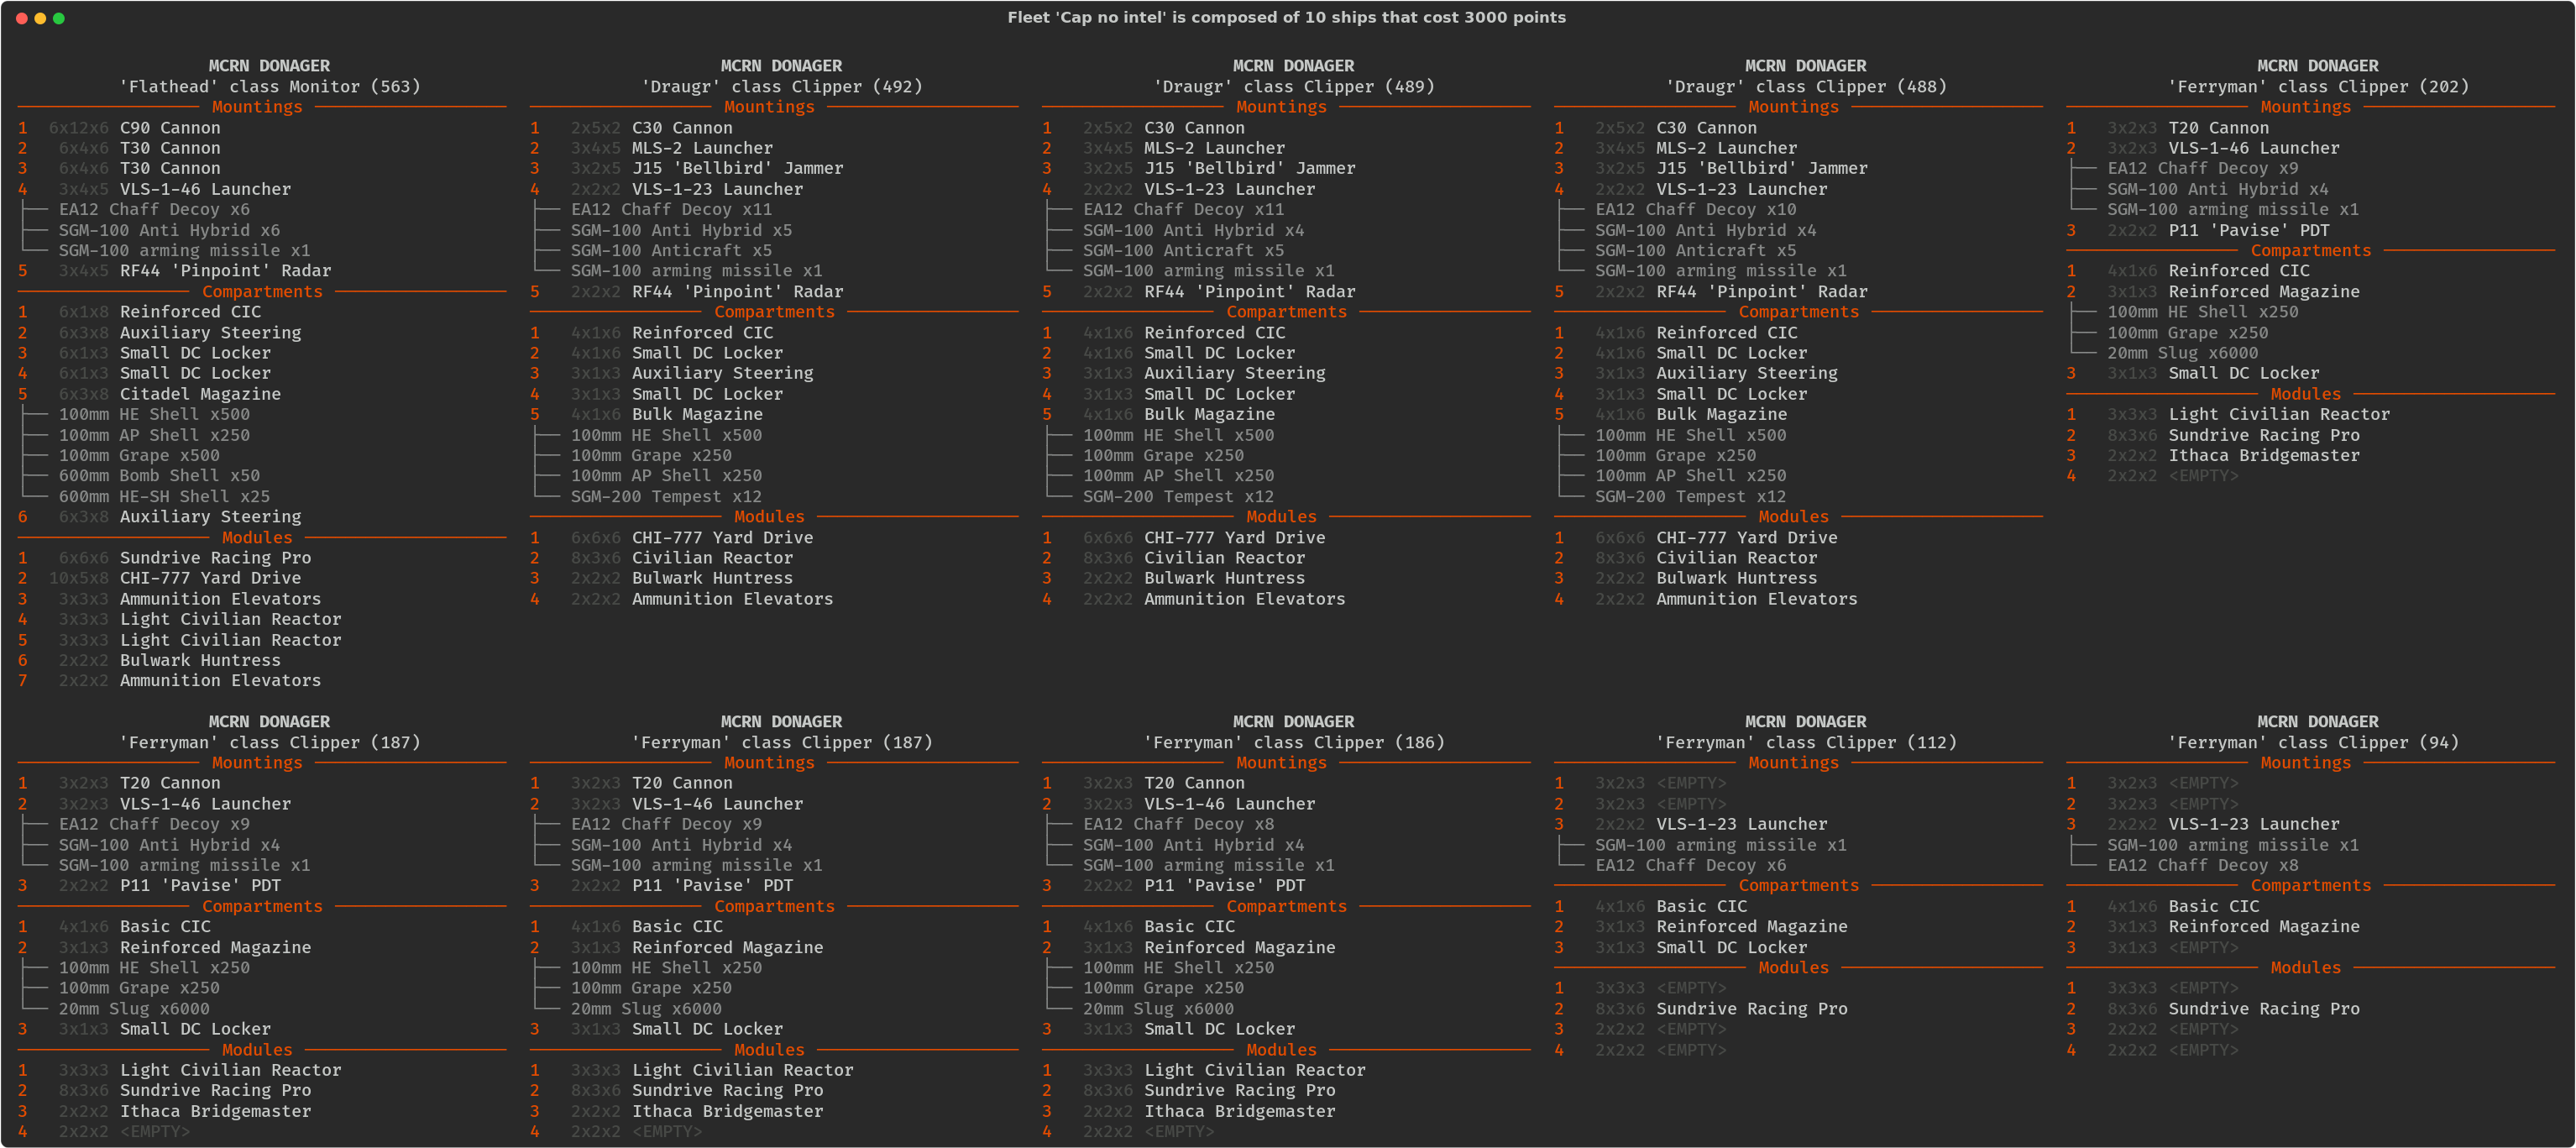 Fleet 'Cap no intel' is composed of 10 ships that cost 3000 points
MCRN DONAGER
'Flathead' class Monitor (563)
Mountings
1 6x12x6 C90 Cannon
2 6x4x6 T30 Cannon
3 6x4x6 T30 Cannon
4 3x4x5 VLS-1-46 Launcher
EA12 Chaff Decoy x6
SGM-100 Anti Hybrid x6
SGM-100 arming missile x1
5 3x4x5 RF44 'Pinpoint' Radar
Compartments
1 6x1x8 Reinforced CIC
2 6x3x8 Auxiliary Steering
3 6x1x3 Small DC Locker
4 6x1x3 Small DC Locker
5 6x3x8 Citadel Magazine
100mm HE Shell x500
100mm AP Shell x250
100mm Grape x500
600mm Bomb Shell x50
600mm HE-SH Shell x25
6 6x3x8 Auxiliary Steering
Modules
1 6x6x6 Sundrive Racing Pro
2 10x5x8 CHI-777 Yard Drive
3 3x3x3 Ammunition Elevators
4 3x3x3 Light Civilian Reactor
5 3x3x3 Light Civilian Reactor
6 2x2x2 Bulwark Huntress
7 2x2x2 Ammunition Elevators
MCRN DONAGER
'Draugr' class Clipper (492)
Mountings
1 2x5x2 C30 Cannon
2 3x4x5 MLS-2 Launcher
3 3x2x5 J15 'Bellbird' Jammer
4 2x2x2 VLS-1-23 Launcher
EA12 Chaff Decoy x11
SGM-100 Anti Hybrid x5
SGM-100 Anticraft x5
SGM-100 arming missile x1
5 2x2x2 RF44 'Pinpoint' Radar
Compartments
1 4x1x6 Reinforced CIC
2 4x1x6 Small DC Locker
3 3x1x3 Auxiliary Steering
4 3x1x3 Small DC Locker
5 4x1x6 Bulk Magazine
100mm HE Shell x500
100mm Grape x250
100mm AP Shell x250
SGM-200 Tempest x12
Modules
1 6x6x6 CHI-777 Yard Drive
2 8x3x6 Civilian Reactor
3 2x2x2 Bulwark Huntress
4 2x2x2 Ammunition Elevators
MCRN DONAGER
'Draugr' class Clipper (489)
Mountings
1 2x5x2 C30 Cannon
2 3x4x5 MLS-2 Launcher
3 3x2x5 J15 'Bellbird' Jammer
4 2x2x2 VLS-1-23 Launcher
EA12 Chaff Decoy x11
SGM-100 Anti Hybrid x4
SGM-100 Anticraft x5
SGM-100 arming missile x1
5 2x2x2 RF44 'Pinpoint' Radar
Compartments
1 4x1x6 Reinforced CIC
2 4x1x6 Small DC Locker
3 3x1x3 Auxiliary Steering
4 3x1x3 Small DC Locker
5 4x1x6 Bulk Magazine
100mm HE Shell x500
100mm Grape x250
100mm AP Shell x250
SGM-200 Tempest x12
Modules
1 6x6x6 CHI-777 Yard Drive
2 8x3x6 Civilian Reactor
3 2x2x2 Bulwark Huntress
4 2x2x2 Ammunition Elevators
MCRN DONAGER
'Draugr' class Clipper (488)
Mountings
1 2x5x2 C30 Cannon
2 3x4x5 MLS-2 Launcher
3 3x2x5 J15 'Bellbird' Jammer
4 2x2x2 VLS-1-23 Launcher
EA12 Chaff Decoy x10
SGM-100 Anti Hybrid x4
SGM-100 Anticraft x5
SGM-100 arming missile x1
5 2x2x2 RF44 'Pinpoint' Radar
Compartments
1 4x1x6 Reinforced CIC
2 4x1x6 Small DC Locker
3 3x1x3 Auxiliary Steering
4 3x1x3 Small DC Locker
5 4x1x6 Bulk Magazine
100mm HE Shell x500
100mm Grape x250
100mm AP Shell x250
SGM-200 Tempest x12
Modules
1 6x6x6 CHI-777 Yard Drive
2 8x3x6 Civilian Reactor
3 2x2x2 Bulwark Huntress
4 2x2x2 Ammunition Elevators
MCRN DONAGER
'Ferryman' class Clipper (202)
Mountings
1 3x2x3 T20 Cannon
2 3x2x3 VLS-1-46 Launcher
EA12 Chaff Decoy x9
SGM-100 Anti Hybrid x4
SGM-100 arming missile x1
3 2x2x2 P11 'Pavise' PDT
Compartments
1 4x1x6 Reinforced CIC
2 3x1x3 Reinforced Magazine
100mm HE Shell x250
100mm Grape x250
20mm Slug x6000
3 3x1x3 Small DC Locker
Modules
1 3x3x3 Light Civilian Reactor
2 8x3x6 Sundrive Racing Pro
3 2x2x2 Ithaca Bridgemaster
4 2x2x2 <EMPTY>
MCRN DONAGER
'Ferryman' class Clipper (187)
Mountings
1 3x2x3 T20 Cannon
2 3x2x3 VLS-1-46 Launcher
EA12 Chaff Decoy x9
SGM-100 Anti Hybrid x4
SGM-100 arming missile x1
3 2x2x2 P11 'Pavise' PDT
Compartments
1 4x1x6 Basic CIC
2 3x1x3 Reinforced Magazine
100mm HE Shell x250
100mm Grape x250
20mm Slug x6000
3 3x1x3 Small DC Locker
Modules
1 3x3x3 Light Civilian Reactor
2 8x3x6 Sundrive Racing Pro
3 2x2x2 Ithaca Bridgemaster
4 2x2x2 <EMPTY>
MCRN DONAGER
'Ferryman' class Clipper (187)
Mountings
1 3x2x3 T20 Cannon
2 3x2x3 VLS-1-46 Launcher
EA12 Chaff Decoy x9
SGM-100 Anti Hybrid x4
SGM-100 arming missile x1
3 2x2x2 P11 'Pavise' PDT
Compartments
1 4x1x6 Basic CIC
2 3x1x3 Reinforced Magazine
100mm HE Shell x250
100mm Grape x250
20mm Slug x6000
3 3x1x3 Small DC Locker
Modules
1 3x3x3 Light Civilian Reactor
2 8x3x6 Sundrive Racing Pro
3 2x2x2 Ithaca Bridgemaster
4 2x2x2 <EMPTY>
MCRN DONAGER
'Ferryman' class Clipper (186)
Mountings
1 3x2x3 T20 Cannon
2 3x2x3 VLS-1-46 Launcher
EA12 Chaff Decoy x8
SGM-100 Anti Hybrid x4
SGM-100 arming missile x1
3 2x2x2 P11 'Pavise' PDT
Compartments
1 4x1x6 Basic CIC
2 3x1x3 Reinforced Magazine
100mm HE Shell x250
100mm Grape x250
20mm Slug x6000
3 3x1x3 Small DC Locker
Modules
1 3x3x3 Light Civilian Reactor
2 8x3x6 Sundrive Racing Pro
3 2x2x2 Ithaca Bridgemaster
4 2x2x2 <EMPTY>
MCRN DONAGER
'Ferryman' class Clipper (112)
Mountings
1 3x2x3 <EMPTY>
2 3x2x3 <EMPTY>
3 2x2x2 VLS-1-23 Launcher
SGM-100 arming missile x1
EA12 Chaff Decoy x6
Compartments
1 4x1x6 Basic CIC
2 3x1x3 Reinforced Magazine
3 3x1x3 Small DC Locker
Modules
1 3x3x3 <EMPTY>
2 8x3x6 Sundrive Racing Pro
3 2x2x2 <EMPTY>
4 2x2x2 <EMPTY>
MCRN DONAGER
'Ferryman' class Clipper (94)
Mountings
1 3x2x3 <EMPTY>
2 3x2x3 <EMPTY>
3 2x2x2 VLS-1-23 Launcher
SGM-100 arming missile x1
EA12 Chaff Decoy x8
Compartments
1 4x1x6 Basic CIC
2 3x1x3 Reinforced Magazine
3 3x1x3 <EMPTY>
Modules
1 3x3x3 <EMPTY>
2 8x3x6 Sundrive Racing Pro
3 2x2x2 <EMPTY>
4 2x2x2 <EMPTY>